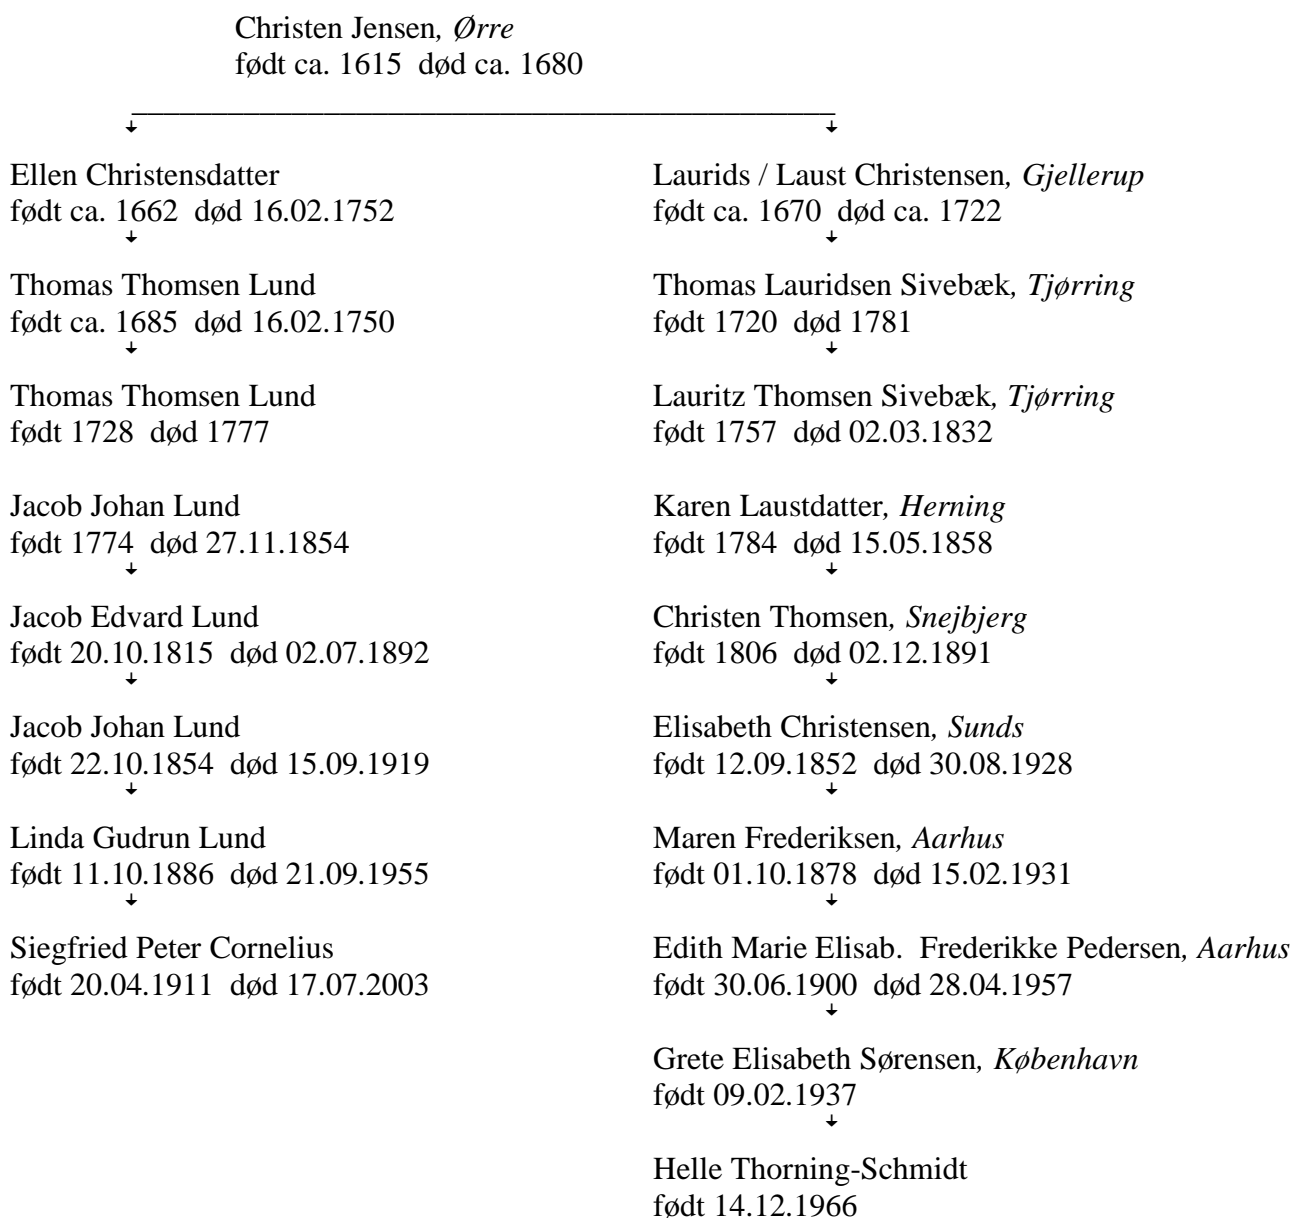 Christen Jensen, Ørre
født ca. 1615  død ca. 1680
Ellen Christensdatter
født ca. 1662  død 16.02.1752
Thomas Thomsen Lund
født ca. 1685  død 16.02.1750
Thomas Thomsen Lund
født 1728  død 1777
Jacob Johan Lund
født 1774  død 27.11.1854
Jacob Edvard Lund
født 20.10.1815  død 02.07.1892
Jacob Johan Lund
født 22.10.1854  død 15.09.1919
Linda Gudrun Lund
født 11.10.1886  død 21.09.1955
Siegfried Peter Cornelius
født 20.04.1911  død 17.07.2003
Laurids / Laust Christensen, Gjellerup
født ca. 1670  død ca. 1722
Thomas Lauridsen Sivebæk, Tjørring
født 1720  død 1781
Lauritz Thomsen Sivebæk, Tjørring
født 1757  død 02.03.1832
Karen Laustdatter, Herning
født 1784  død 15.05.1858
Christen Thomsen, Snejbjerg
født 1806  død 02.12.1891
Elisabeth Christensen, Sunds
født 12.09.1852  død 30.08.1928
Maren Frederiksen, Aarhus
født 01.10.1878  død 15.02.1931
Edith Marie Elisab.  Frederikke Pedersen, Aarhus
født 30.06.1900  død 28.04.1957
Grete Elisabeth Sørensen, København
født 09.02.1937
Helle Thorning-Schmidt
født 14.12.1966